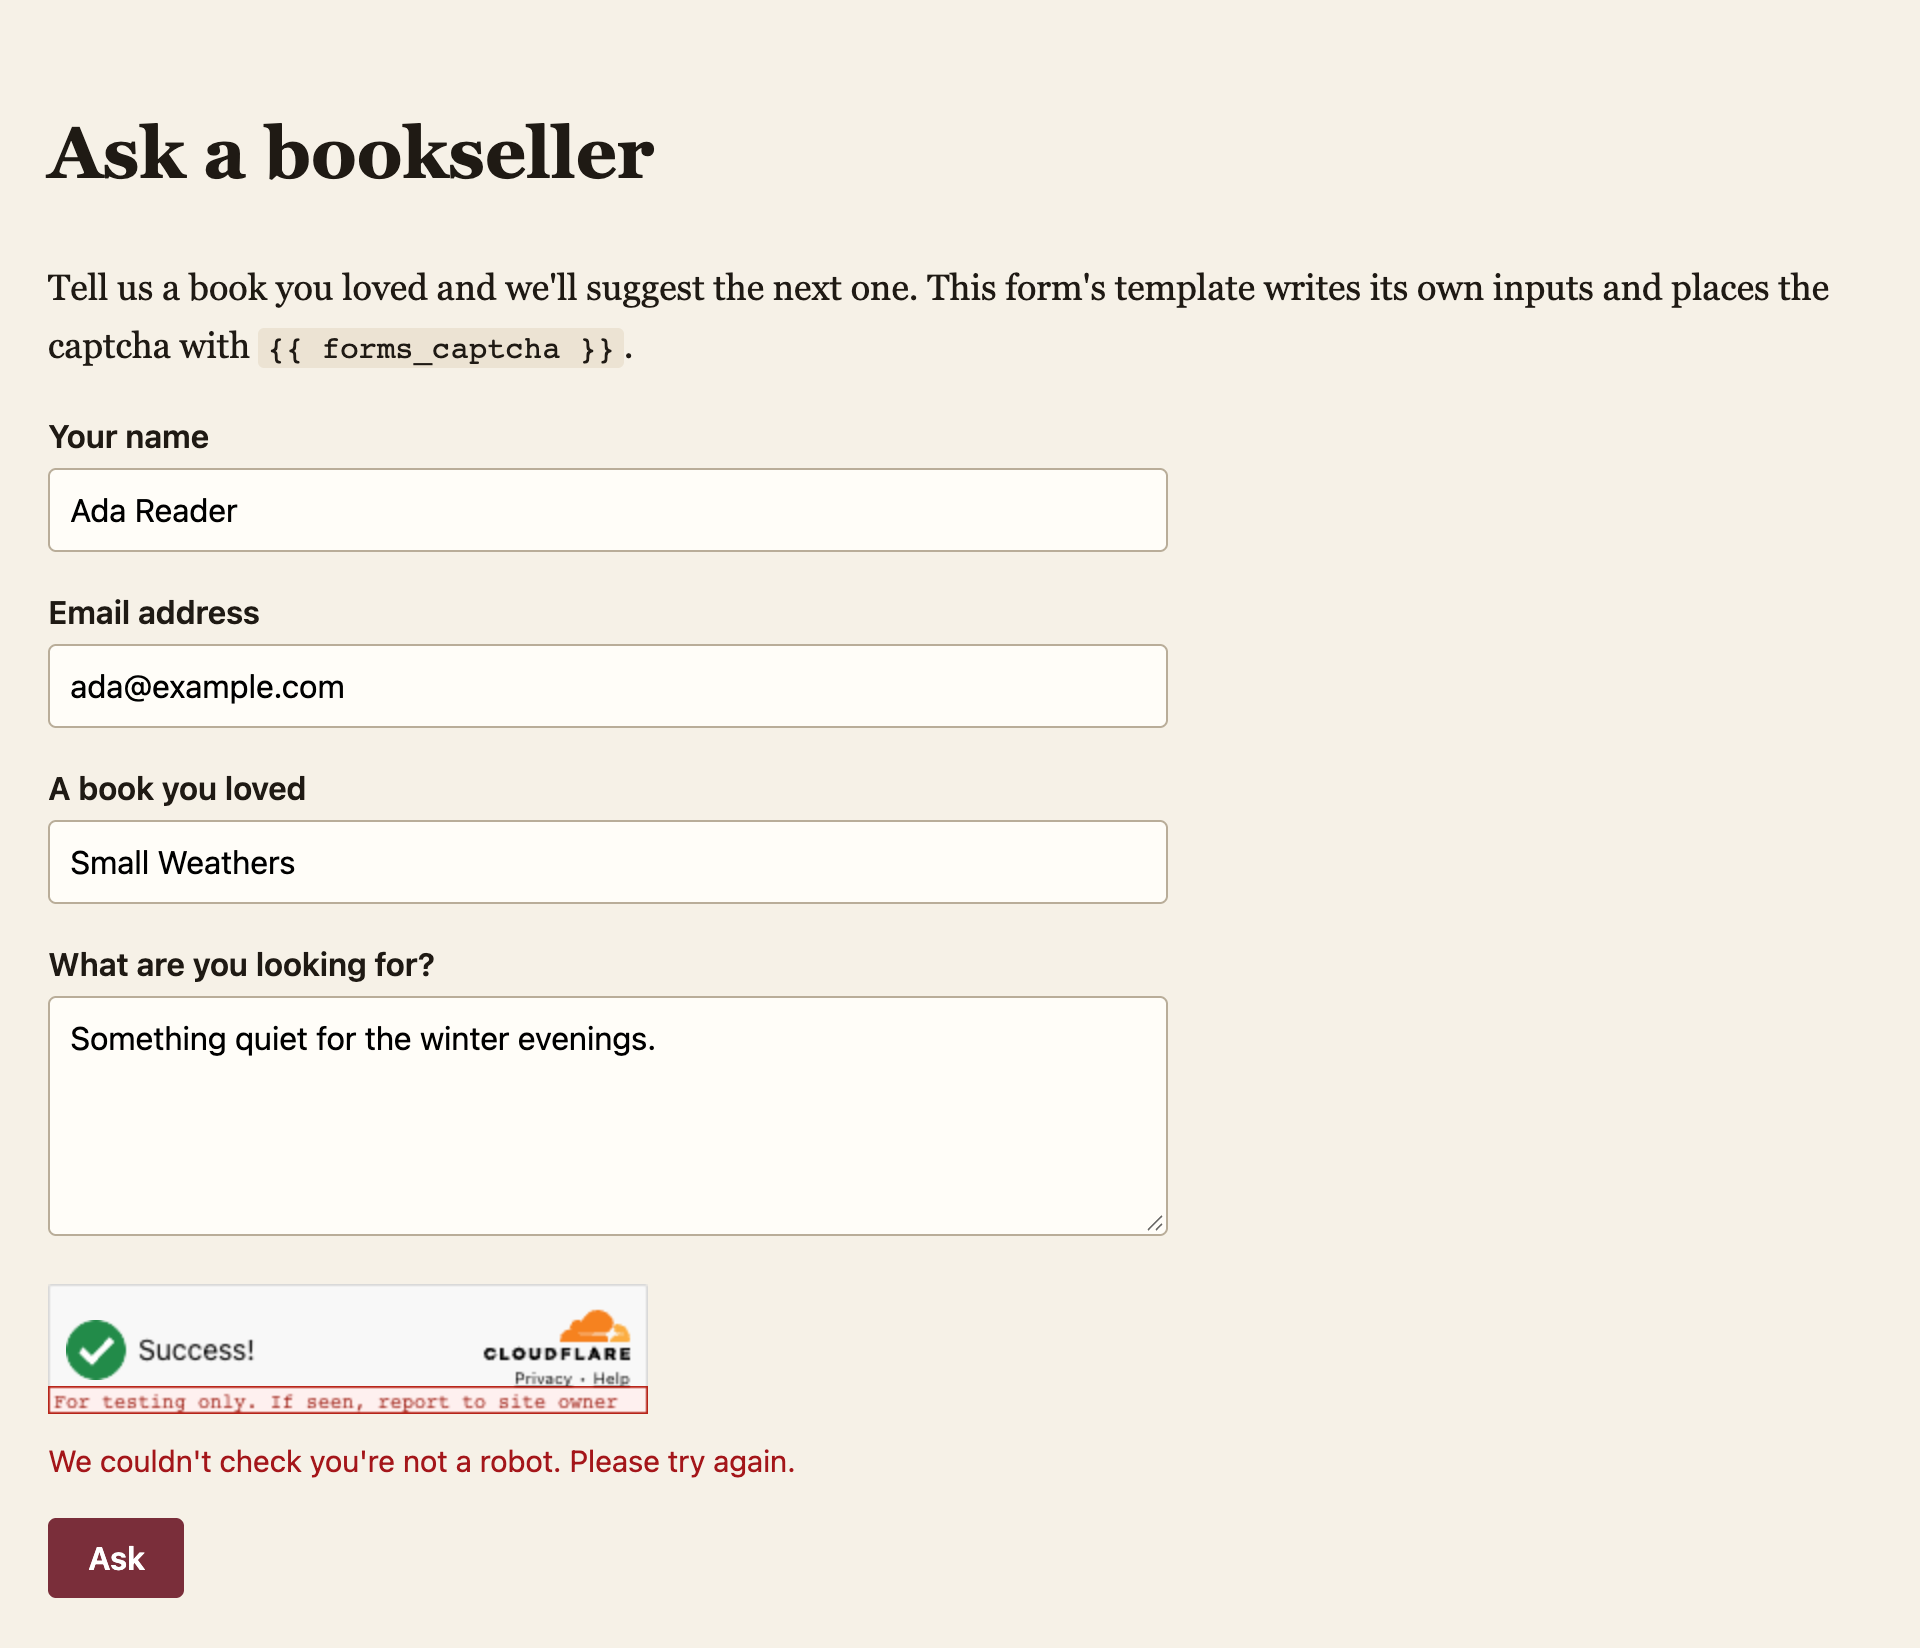 Ask a bookseller
Tell us a book you loved and we'll suggest the next one. This form's template writes its own inputs and places the
captcha with {{ forms_captcha }}.
Your name
Ada Reader
Email address
ada@example.com
A book you loved
Small Weathers
What are you looking for?
Something quiet for the winter evenings.
Success!
CLOUDFLARE
Privacy • Help
For testing only. If seen, report to site owner
We couldn't check you're not a robot. Please try again.
Ask